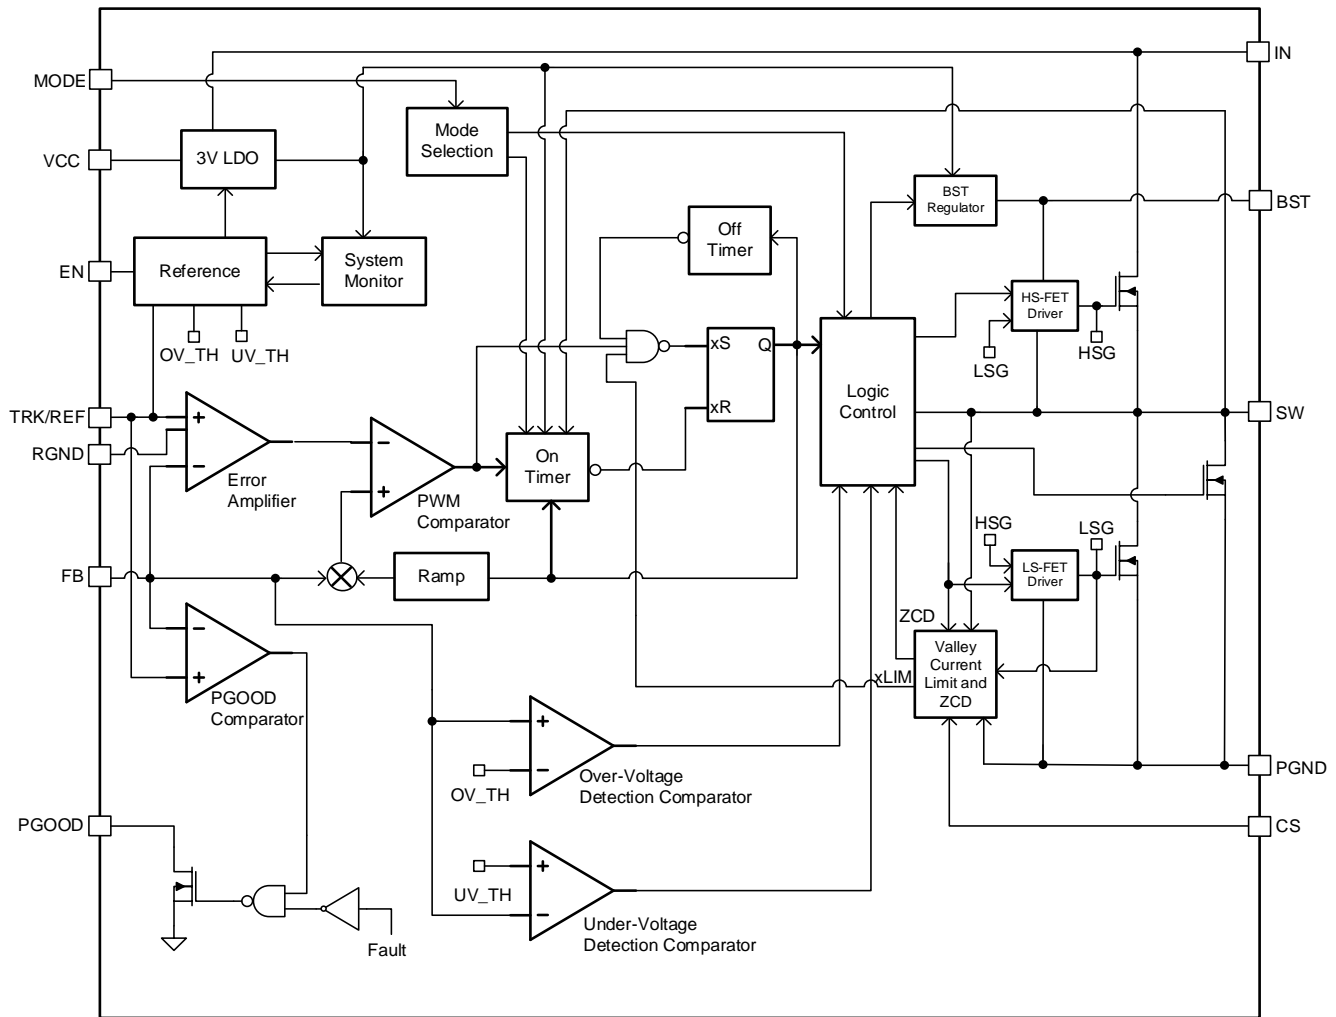 IN
MODE
Mode
Selection
3V LDO
VCC
BST
Regulator
BST
Off
Timer
EN
Reference
System
Monitor
HS-FET
Driver
OV_TH
UV_TH
LSG
HSG
xS
Q
xR
Logic
Control
TRK/REF
RGND
+
−
Error
Amplifier
−
+
PWM
Comparator
On
Timer
SW
HSG
LSG
FB
Ramp
LS-FET
Driver
ZCD
xLIM
Valley
Current
Limit and
ZCD
−
+
PGOOD
Comparator
+
−
OV_TH
Over-Voltage
Detection Comparator
PGND
PGOOD
CS
+
−
UV_TH
Under-Voltage
Detection Comparator
Fault